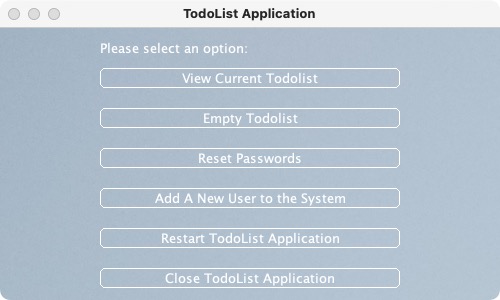 TodoList Application
Please select an option:
View Current Todolist
Empty Todolist
Reset Passwords
Add A New User to the System
Restart TodoList Application
Close TodoList Application